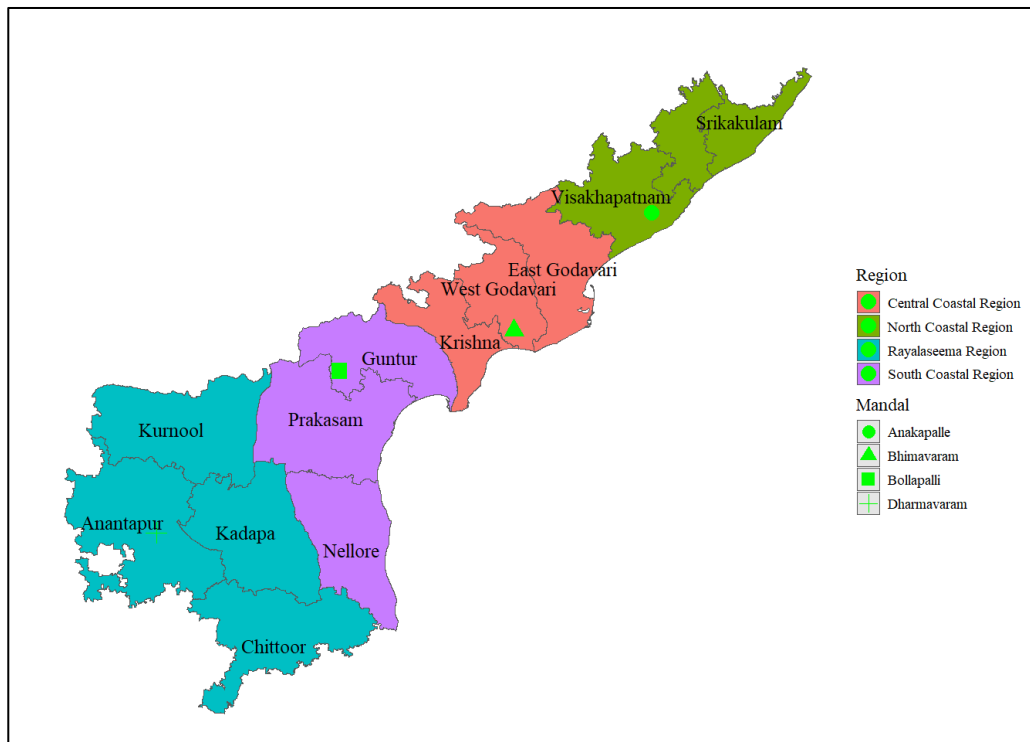 Srikakulam
Visakhapatnam
East Godavari
West Godavari
Krishna
Guntur
Prakasam
Kurnool
Anantapur
Kadapa
Nellore
Chittoor
Region
Central Coastal Region
North Coastal Region
Rayalaseema Region
South Coastal Region
Mandal
Anakapalle
Bhimavaram
Bollapalli
Dharmavaram